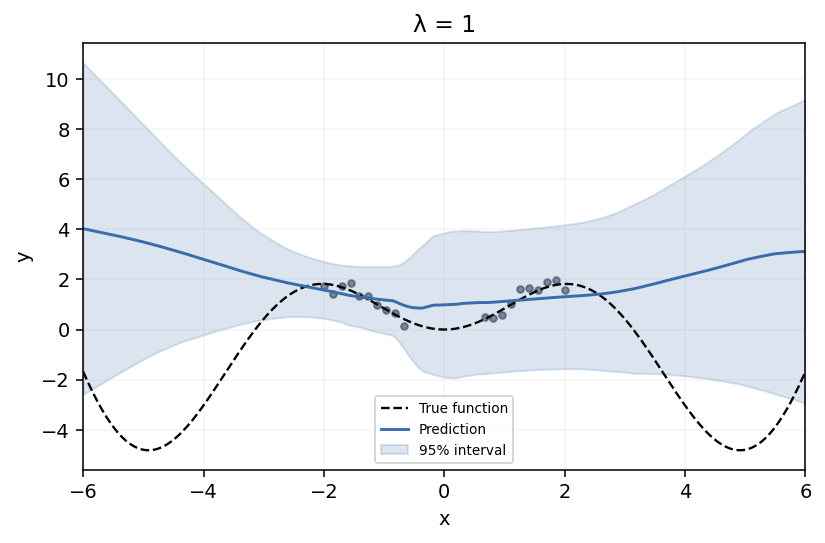 λ = 1
10
8
6
4
2
0
−2
−4
y
True function
Prediction
95% interval
−6
−4
−2
0
2
4
6
x